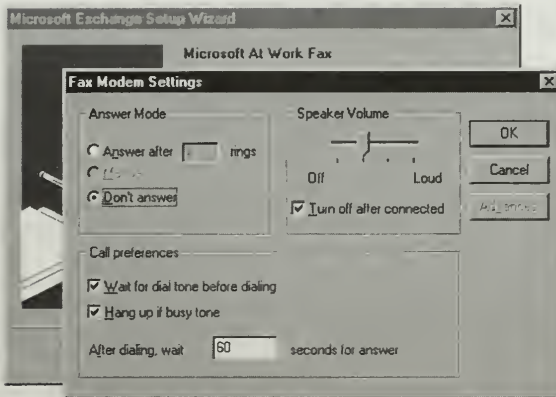 Microsoft Exchange Setup Wizard
Microsoft At Work Fax
Fax Modem Settings
Answer Mode
Answer after rings
Don't answer
Speaker Volume
Off Loud
Turn off after connected
OK
Cancel
Call preferences
Wait for dial tone before dialing
Hang up if busy tone
After dialing, wait 60 seconds for answer